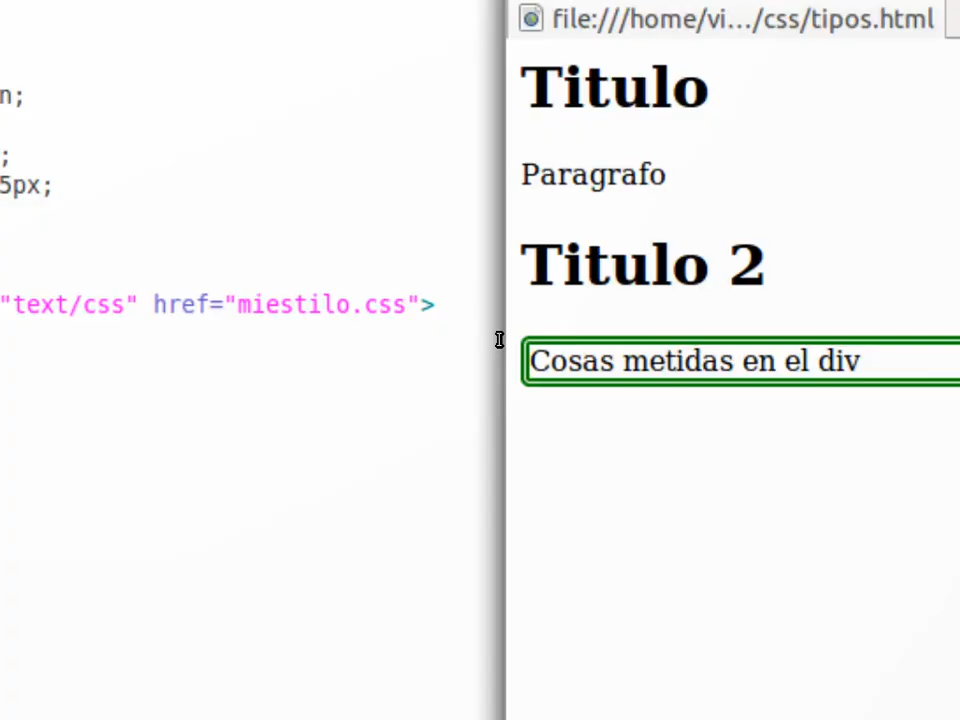 n;
;
5px;
"text/css" href="miestilo.css">
file:///home/vi.../css/tipos.html
Titulo
Paragrafo
Titulo 2
Cosas metidas en el div